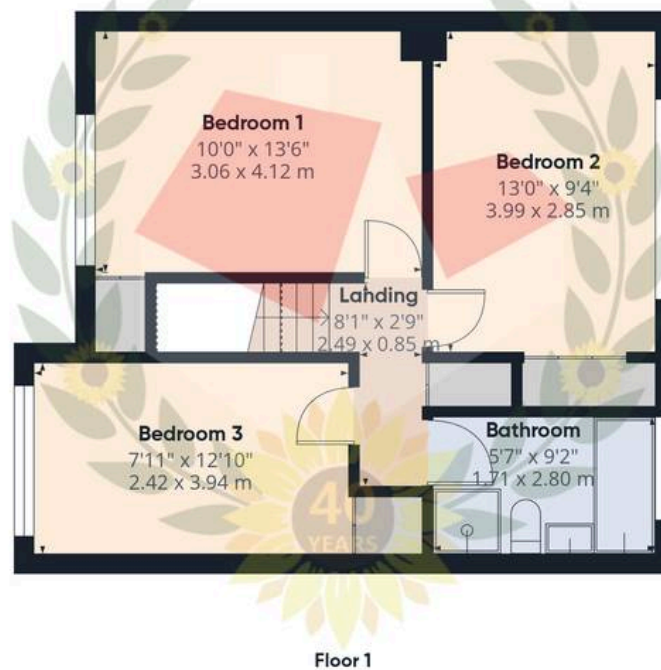 Bedroom 1
10'0" x 13'6"
3.06 x 4.12 m
Bedroom 2
13'0" x 9'4"
3.99 x 2.85 m
Landing
8'1" x 2'9"
2.49 x 0.85 m
Bedroom 3
7'11" x 12'10"
2.42 x 3.94 m
Bathroom
5'7" x 9'2"
1.71 x 2.80 m
40
YEARS
Floor 1